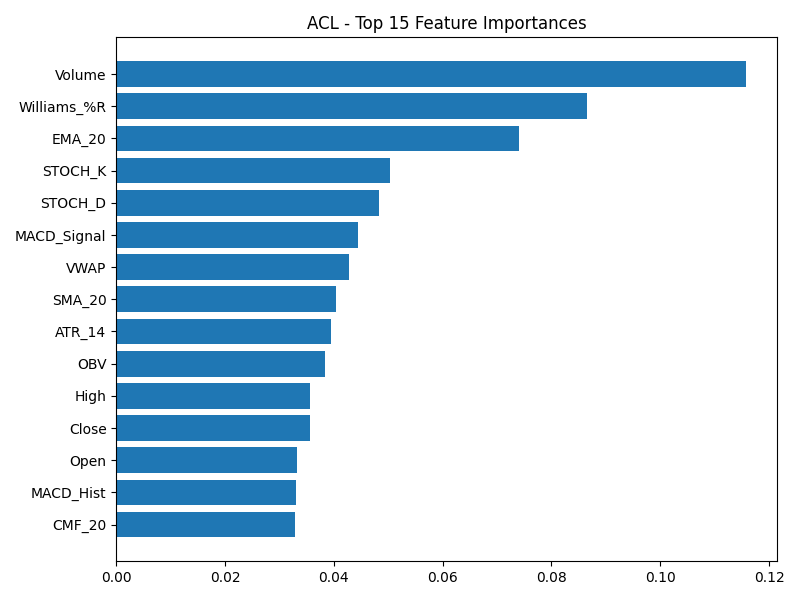 ACL - Top 15 Feature Importances
Volume
Williams_%R
EMA_20
STOCH_K
STOCH_D
MACD_Signal
VWAP
SMA_20
ATR_14
OBV
High
Close
Open
MACD_Hist
CMF_20
0.00 0.02 0.04 0.06 0.08 0.10 0.12